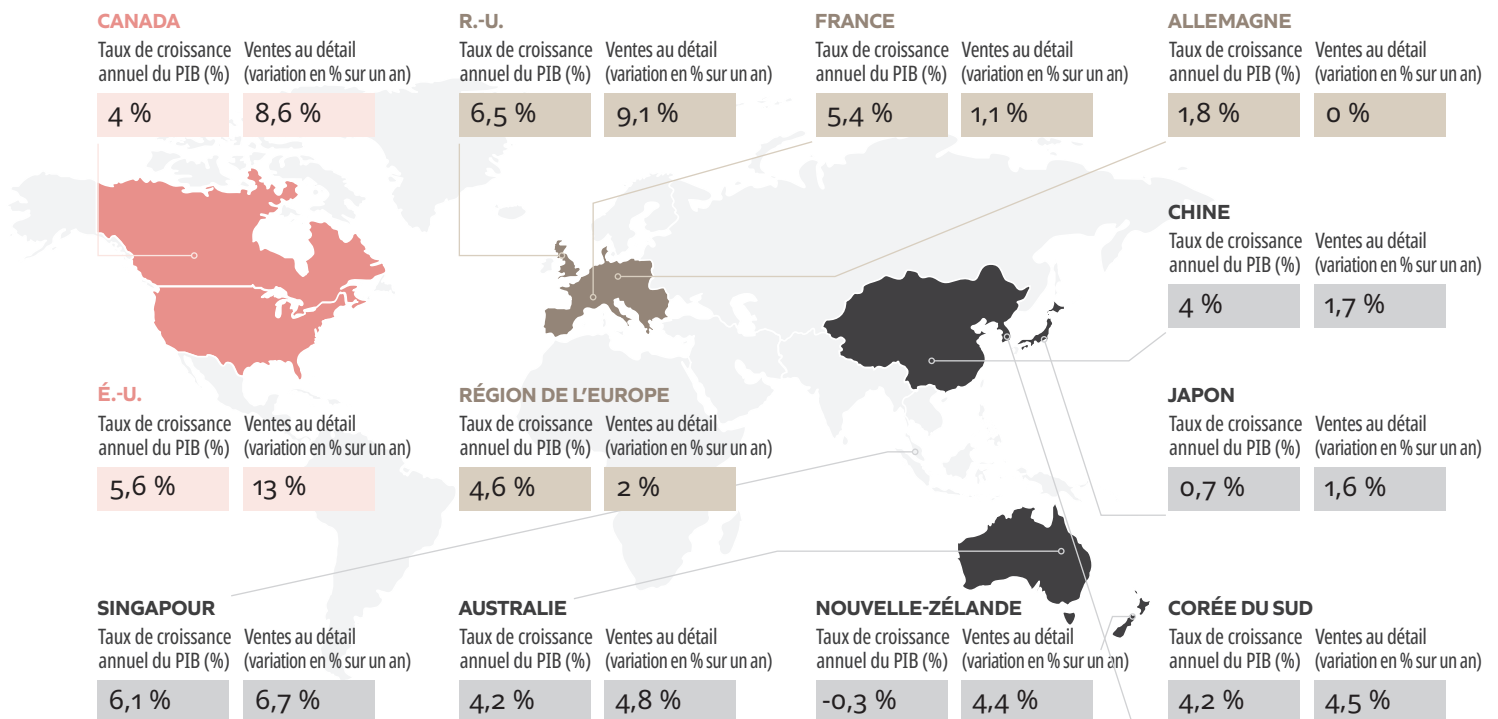 CANADA
Taux de croissance annuel du PIB (%)
Ventes au détail (variation en % sur un an)
4 %
8,6 %
R.-U.
Taux de croissance annuel du PIB (%)
Ventes au détail (variation en % sur un an)
6,5 %
9,1 %
FRANCE
Taux de croissance annuel du PIB (%)
Ventes au détail (variation en % sur un an)
5,4 %
1,1 %
ALLEMAGNE
Taux de croissance annuel du PIB (%)
Ventes au détail (variation en % sur un an)
1,8 %
0 %
CHINE
Taux de croissance annuel du PIB (%)
Ventes au détail (variation en % sur un an)
4 %
1,7 %
É.-U.
Taux de croissance annuel du PIB (%)
Ventes au détail (variation en % sur un an)
5,6 %
13 %
RÉGION DE L'EUROPE
Taux de croissance annuel du PIB (%)
Ventes au détail (variation en % sur un an)
4,6 %
2 %
JAPON
Taux de croissance annuel du PIB (%)
Ventes au détail (variation en % sur un an)
0,7 %
1,6 %
SINGAPOUR
Taux de croissance annuel du PIB (%)
Ventes au détail (variation en % sur un an)
6,1 %
6,7 %
AUSTRALIE
Taux de croissance annuel du PIB (%)
Ventes au détail (variation en % sur un an)
4,2 %
4,8 %
NOUVELLE-ZÉLANDE
Taux de croissance annuel du PIB (%)
Ventes au détail (variation en % sur un an)
-0,3 %
4,4 %
CORÉE DU SUD
Taux de croissance annuel du PIB (%)
Ventes au détail (variation en % sur un an)
4,2 %
4,5 %